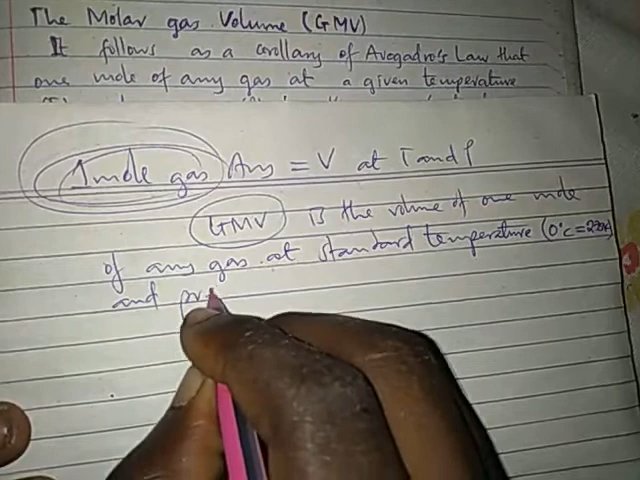 The Molar gas Volume (GMV)
It follows as a corollary of Avogadro's Law that
one mole of any gas at a given temperature
1 mole gas Any = V at T and P
GMV is the volume of one mole
of any gas at standard temperature (0°C = 273K)
and pr